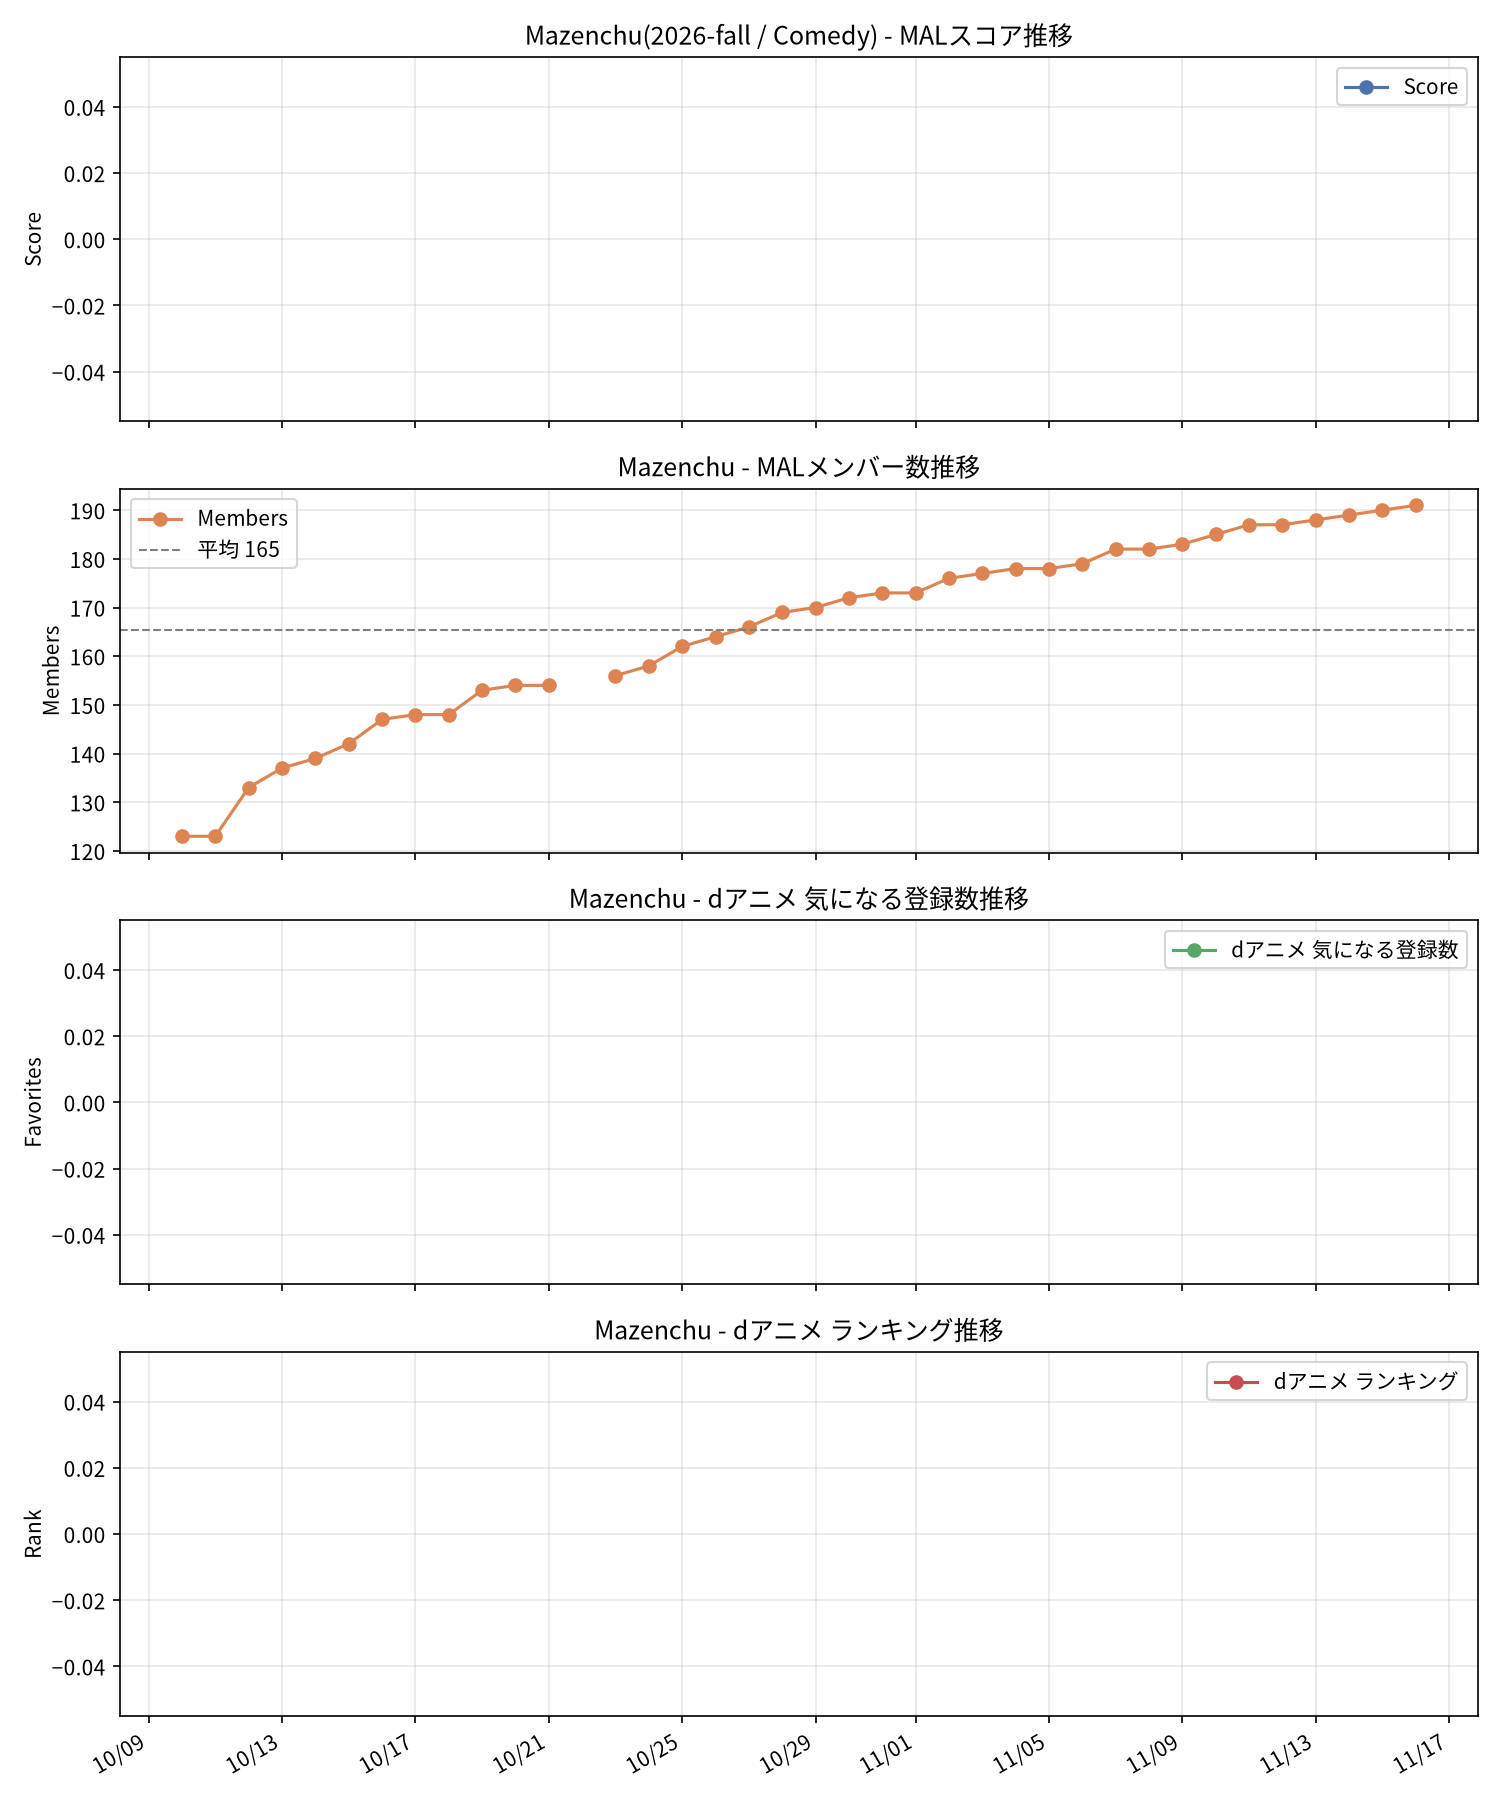 Mazenchu(2026-fall / Comedy) - MALスコア推移
Score
0.04
0.02
0.00
−0.02
−0.04
Score
Mazenchu - MALメンバー数推移
Members
平均 165
190
180
170
160
150
140
130
120
Members
Mazenchu - dアニメ 気になる登録数推移
dアニメ 気になる登録数
0.04
0.02
0.00
−0.02
−0.04
Favorites
Mazenchu - dアニメ ランキング推移
dアニメ ランキング
0.04
0.02
0.00
−0.02
−0.04
Rank
10/09 10/13 10/17 10/21 10/25 10/29 11/01 11/05 11/09 11/13 11/17